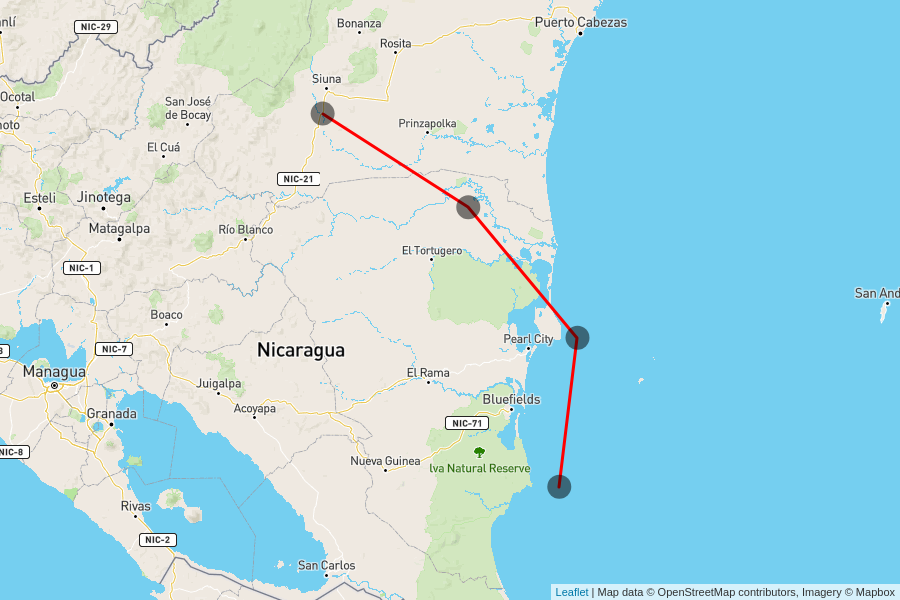 Bonanza
Puerto Cabezas
nlí
NIC-29
Rosita
Siuna
Ocotal
San José
de Bocay
noto
Prinzapolka
El Cuá
NIC-21
Esteli
Jinotega
Matagalpa
Río Blanco
El Tortugero
NIC-1
San And
Boaco
Pearl City
NIC-7
Nicaragua
3
Managua
El Rama
Juigalpa
Bluefields
Acoyapa
Granada
NIC-71
NIC-8
Nueva Guinea
lva Natural Reserve
Rivas
NIC-2
San Carlos
Leaflet | Map data © OpenStreetMap contributors, Imagery © Mapbox